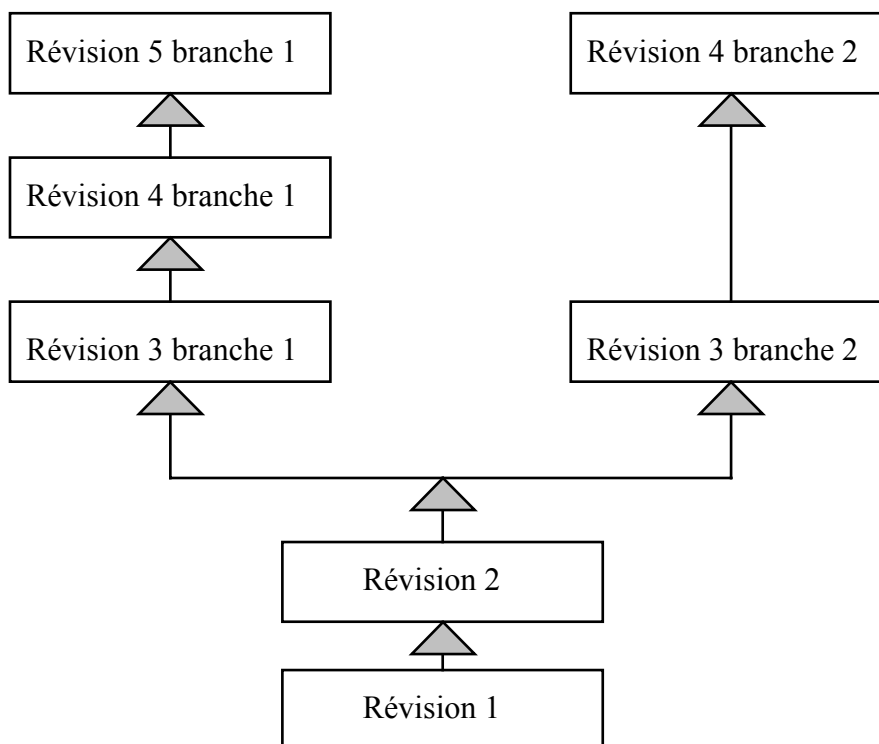 Révision 5 branche 1
Révision 4 branche 2
Révision 4 branche 1
Révision 3 branche 1
Révision 3 branche 2
Révision 2
Révision 1